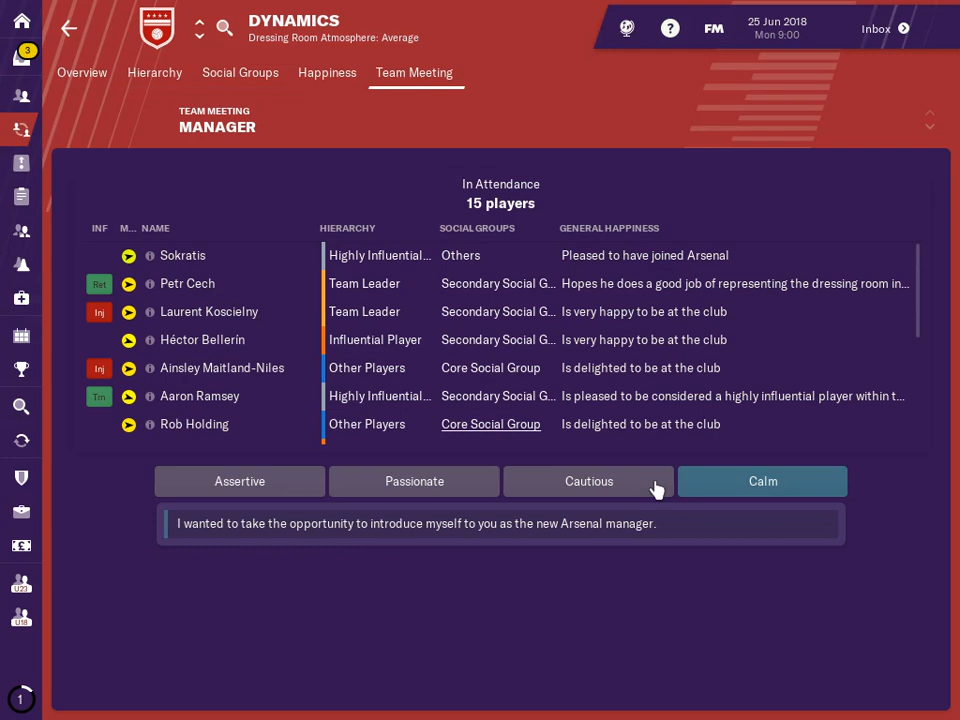 DYNAMICS
Dressing Room Atmosphere: Average
FM
25 Jun 2018
Mon 9:00
Inbox
3
Overview
Hierarchy
Social Groups
Happiness
Team Meeting
TEAM MEETING
MANAGER
In Attendance
15 players
INF M... NAME HIERARCHY SOCIAL GROUPS GENERAL HAPPINESS
Sokratis Highly Influential... Others Pleased to have joined Arsenal
Ret Petr Cech Team Leader Secondary Social G... Hopes he does a good job of representing the dressing room in...
Inj Laurent Koscielny Team Leader Secondary Social G... Is very happy to be at the club
Héctor Bellerín Influential Player Secondary Social G... Is very happy to be at the club
Inj Ainsley Maitland-Niles Other Players Core Social Group Is delighted to be at the club
Trn Aaron Ramsey Highly Influential... Secondary Social G... Is pleased to be considered a highly influential player within t...
Rob Holding Other Players Core Social Group Is delighted to be at the club
Assertive
Passionate
Cautious
Calm
I wanted to take the opportunity to introduce myself to you as the new Arsenal manager.
U23
U18
1